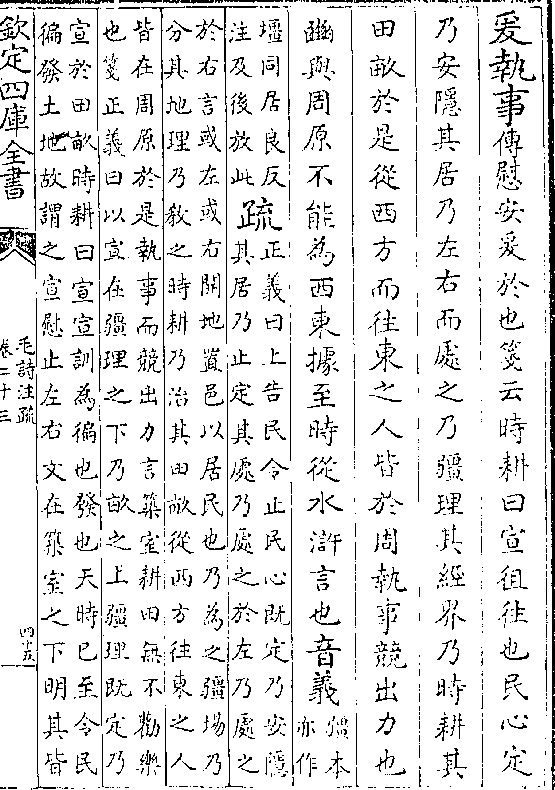 爰執事傳慰安爰於也箋云時耕曰宣徂徃也民心定
乃安隱其居乃左右而處之乃疆理其經界乃時耕其
田畝於是從西方而往東之人皆於周執事競出力也
豳與周原不能為西東據至時從水滸言也音義疆本
亦作
壃同居良反
注及後放此疏正義曰上告民令止民心既定乃安隱
其居乃止定其處乃處之於左乃處之
於右言或左或右開地置邑以居民也乃為之疆埸乃
分其地理乃敎之時耕乃治其田畝從西方往東之人
皆在周原於是執事而競出力言築室耕田無不勸樂
也箋正義曰以宣在疆理之下乃畝之上疆理既定乃
宣於田畝時耕曰宣宣訓為徧也發也天時已至令民
徧發土地故謂之宣慰止左右文在築室之下明其皆
欽定四庫全書
毛詩注疏
卷二十三
四十五